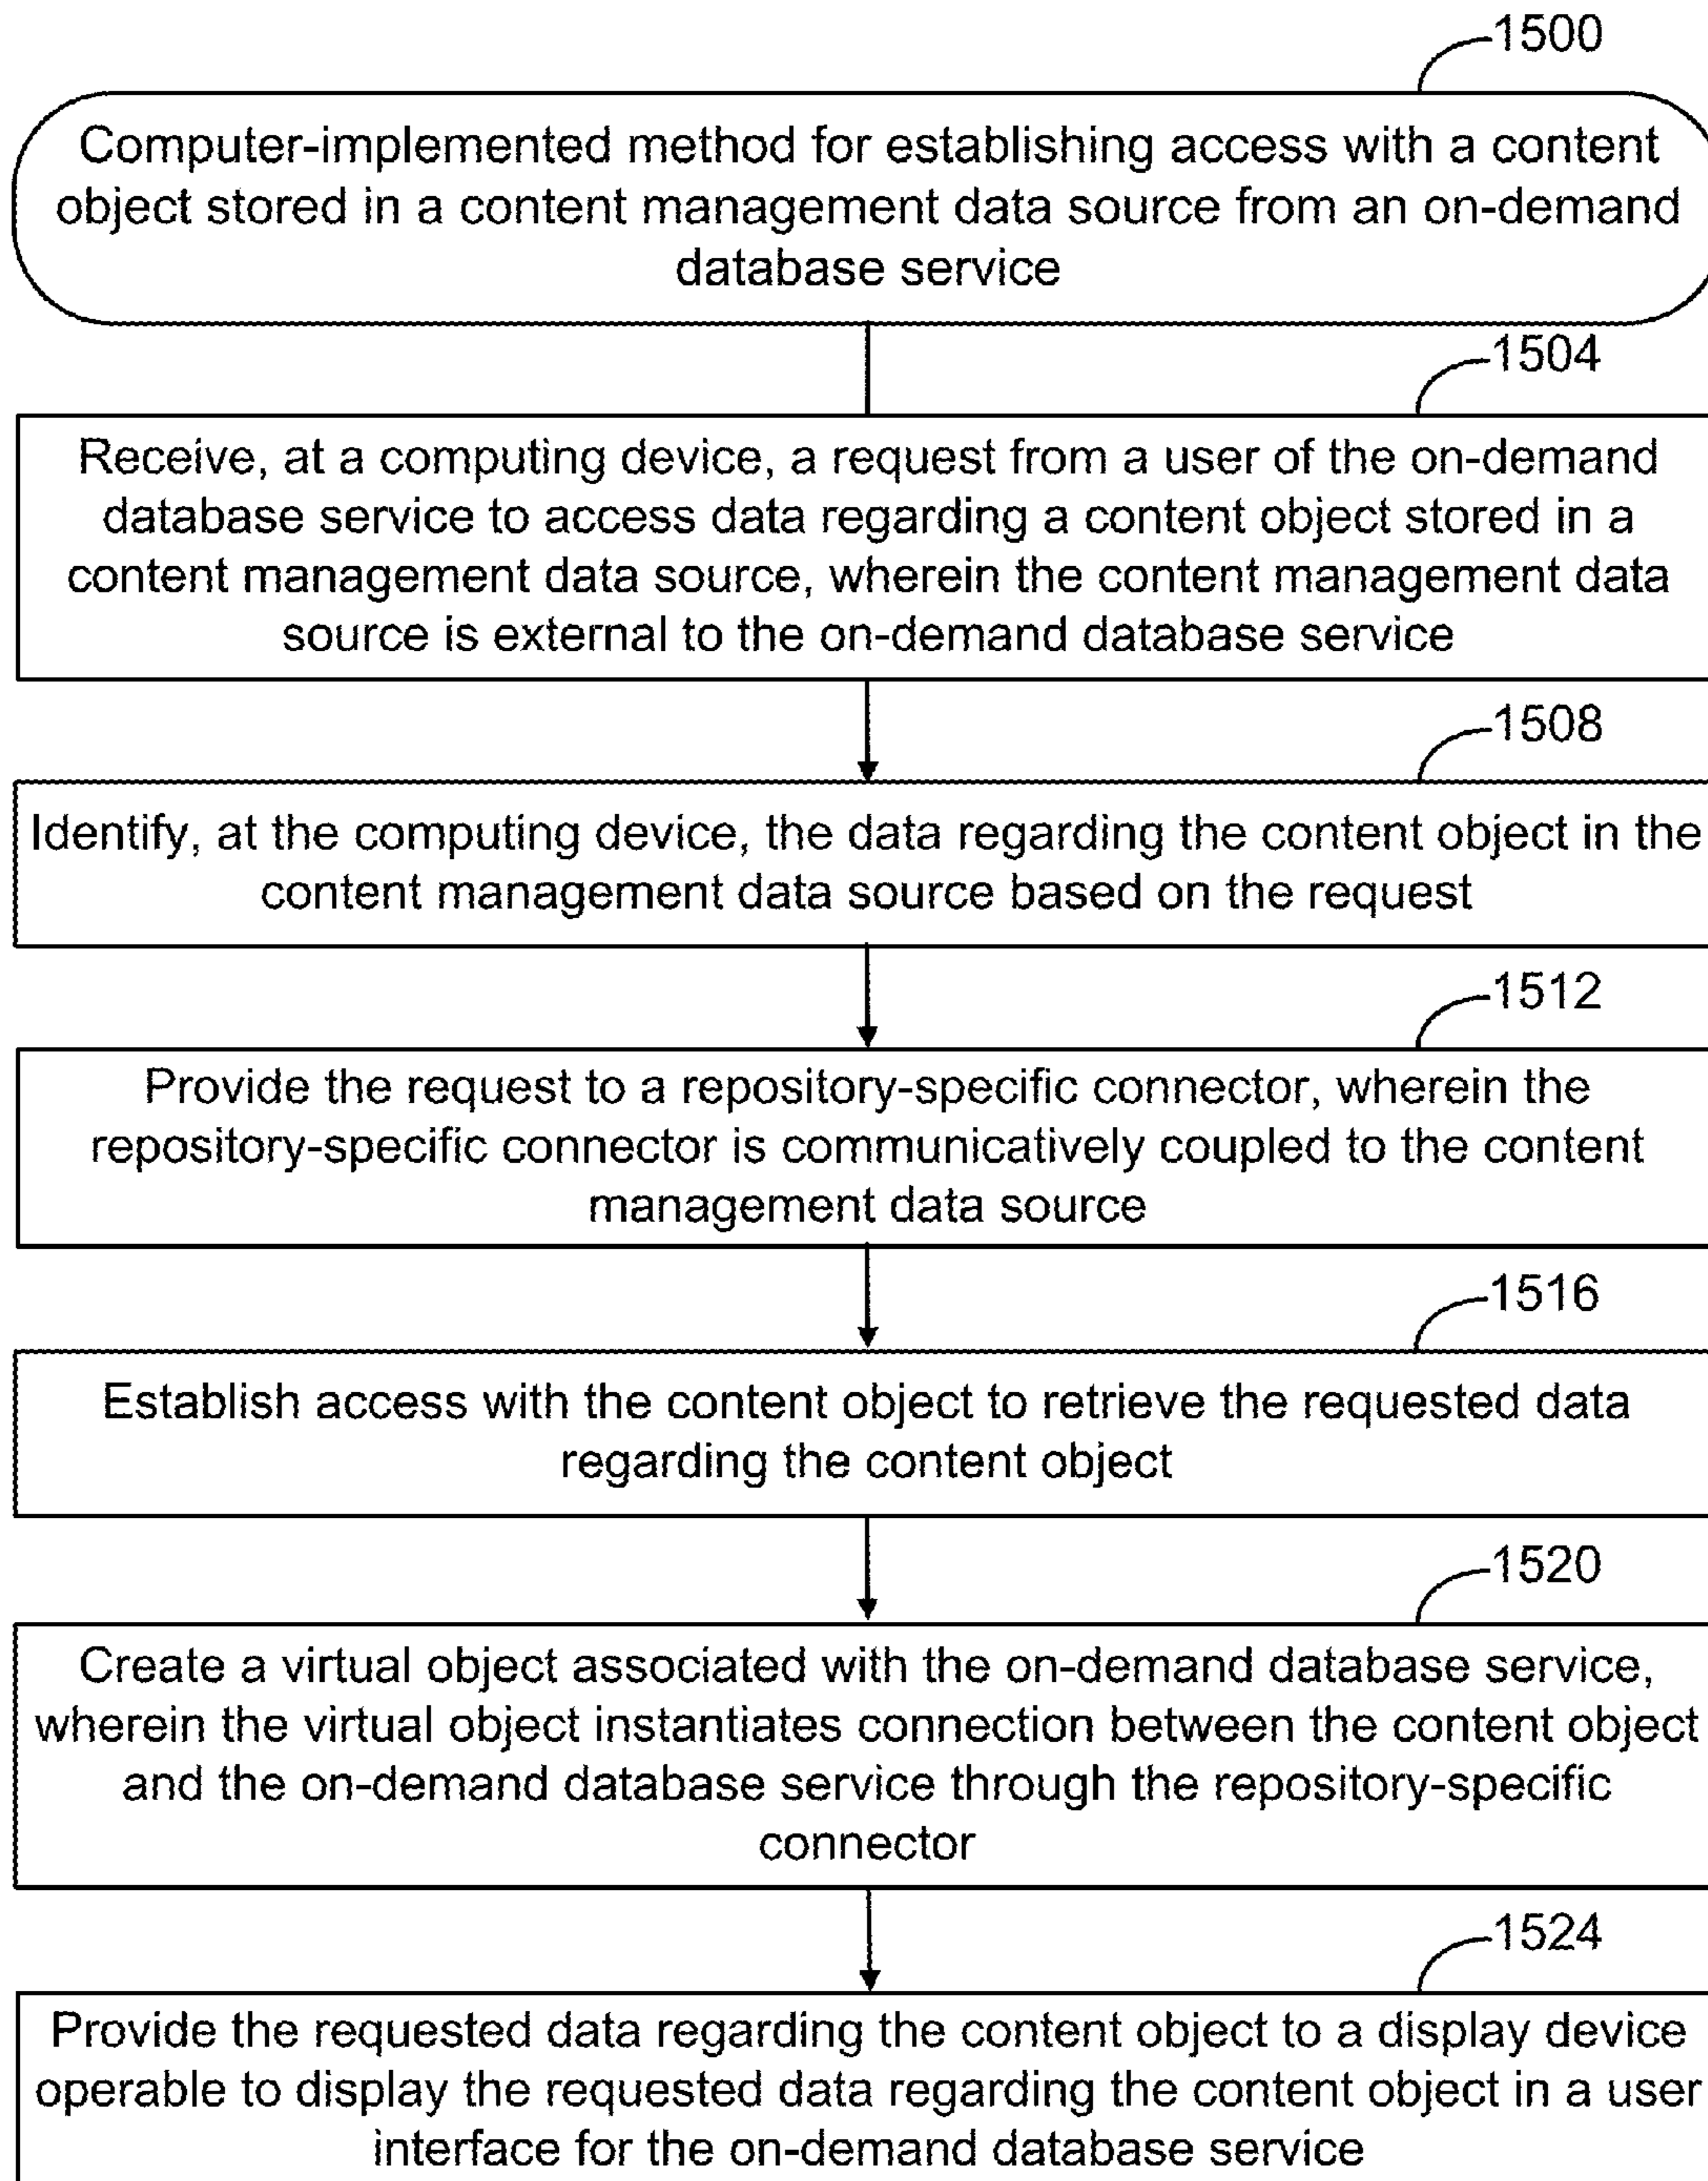 1500
Computer-implemented method for establishing access with a content
object stored in a content management data source from an on-demand
database service
1504
Receive, at a computing device, a request from a user of the on-demand
database service to access data regarding a content object stored in a
content management data source, wherein the content management data
source is external to the on-demand database service
1508
Identify, at the computing device, the data regarding the content object in the
content management data source based on the request
1512
Provide the request to a repository-specific connector, wherein the
repository-specific connector is communicatively coupled to the content
management data source
1516
Establish access with the content object to retrieve the requested data
regarding the content object
1520
Create a virtual object associated with the on-demand database service,
wherein the virtual object instantiates connection between the content object
and the on-demand database service through the repository-specific
connector
1524
Provide the requested data regarding the content object to a display device
operable to display the requested data regarding the content object in a user
interface for the on-demand database service